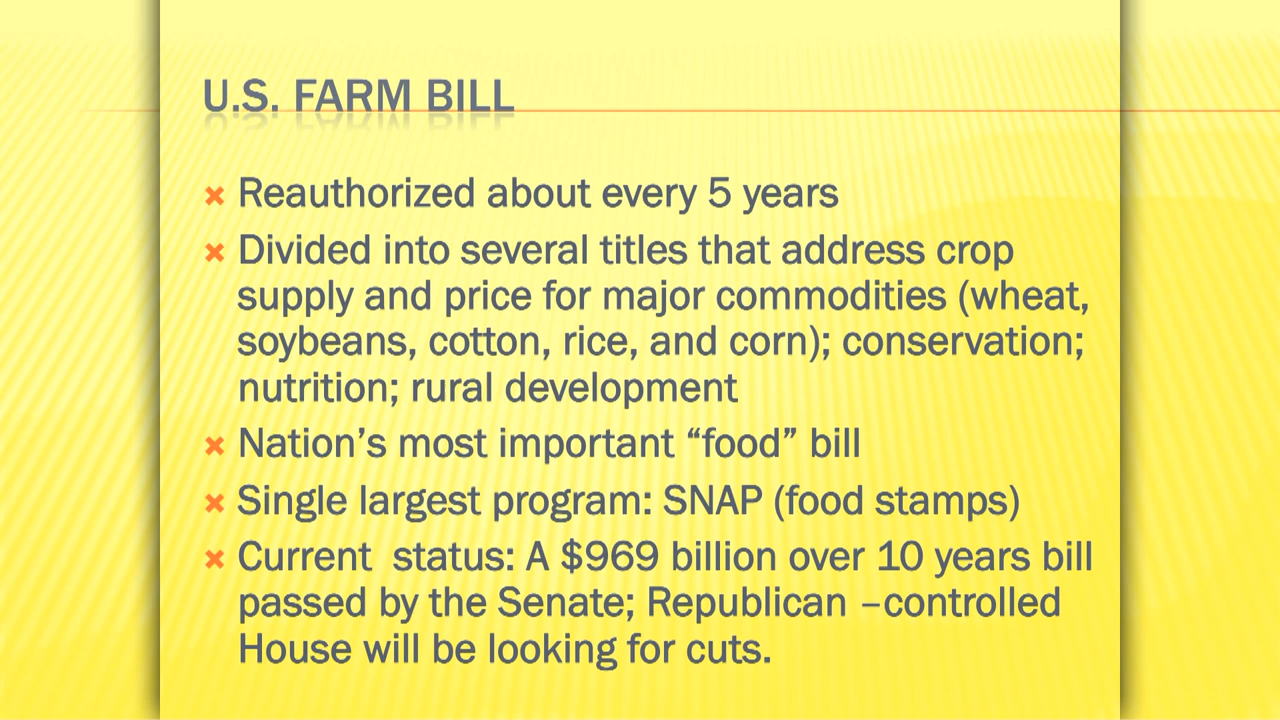 U.S. FARM BILL
Reauthorized about every 5 years
Divided into several titles that address crop
supply and price for major commodities (wheat,
soybeans, cotton, rice, and corn); conservation;
nutrition; rural development
Nation’s most important “food” bill
Single largest program: SNAP (food stamps)
Current  status: A $969 billion over 10 years bill
passed by the Senate; Republican –controlled
House will be looking for cuts.